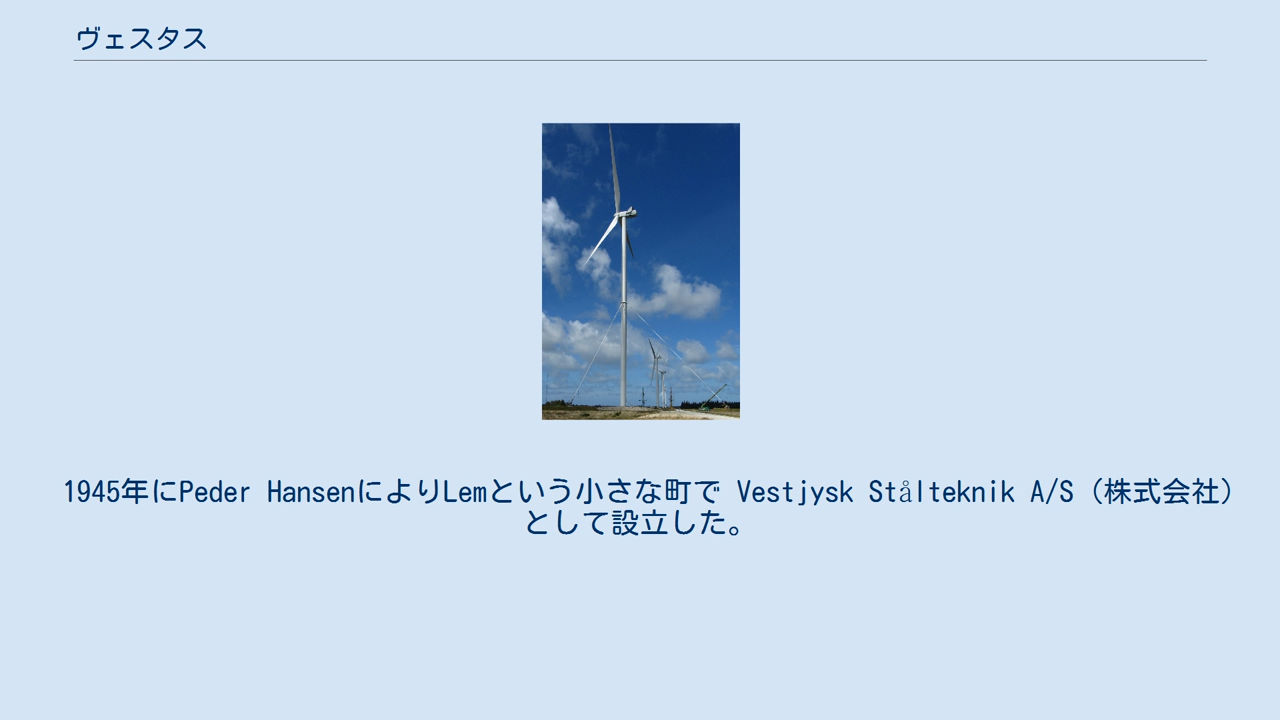 ヴェスタス
1945年にPeder HansenによりLemという小さな町で Vestjysk Stålteknik A/S（株式会社）
として設立した。